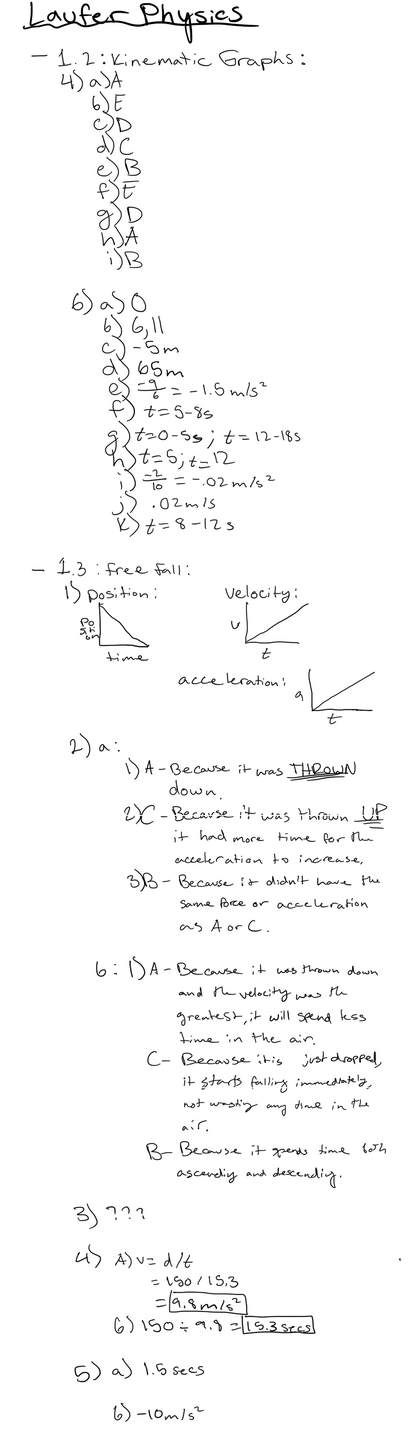 Laufer Physics
- 1.2: Kinematic Graphs:
4) a) A
b) E
c) D
d) C
e) B
f) E
g) D
h) A
i) B
6) a) 0
b) 6, 11
c) -5m
d) 65m
e) -9/6 = -1.5 m/s²
f) t=5-8s
g) t=0-5s; t=12-18s
h) t=5; t=12
i) -2/10 = -.02 m/s²
j) .02 m/s
k) t=8-12s
- 1.3: free fall:
1) Position: Velocity:
Position v
time t
acceleration: a
t
2) a:
1) A - Because it was THROWN
down.
2) C - Because it was thrown UP
it had more time for the
acceleration to increase.
3) B - Because it didn't have the
same force or acceleration
as A or C.
b: 1) A - Because it was thrown down
and the velocity was the
greatest, it will spend less
time in the air.
C - Because it is just dropped,
it starts falling immediately,
not wasting any time in the
air.
B - Because it spends time both
ascending and descending.
3) ???
4) A) v = d/t
= 150 / 15.3
= 9.8 m/s²
b) 150 ÷ 9.8 = 15.3 secs
5) a) 1.5 secs
b) -10 m/s²